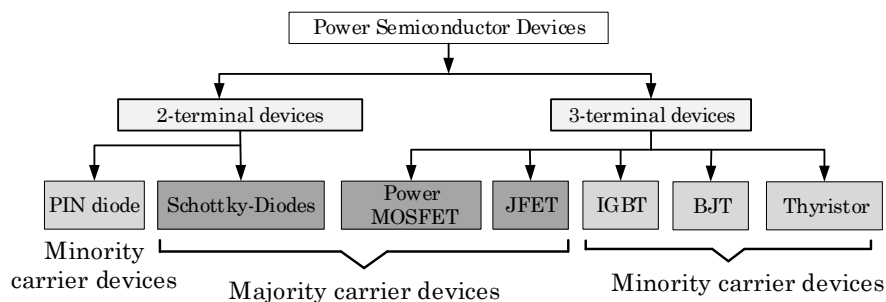 Power Semiconductor Devices
2-terminal devices
3-terminal devices
PIN diode
Schottky-Diodes
Power
MOSFET
JFET
IGBT
BJT
Thyristor
Minority
carrier devices
Majority carrier devices
Minority carrier devices